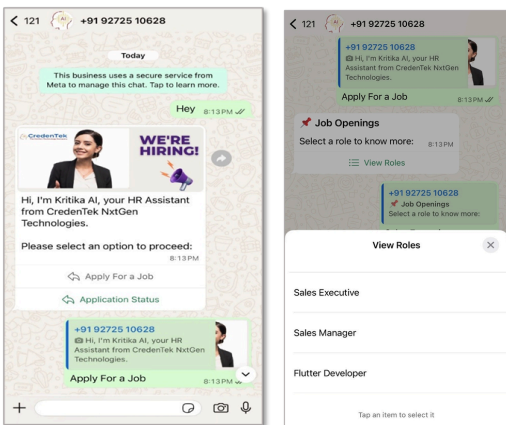 121
AI
+91 92725 10628
Today
This business uses a secure service from
Meta to manage this chat. Tap to learn more.
Hey 8:13 PM
CredenTek
WE'RE
HIRING!
Hi, I'm Kritika AI, your HR Assistant
from CredenTek NxtGen
Technologies.
Please select an option to proceed:
8:13 PM
Apply For a Job
Application Status
+91 92725 10628
Hi, I'm Kritika AI, your HR
Assistant from CredenTek NxtGen
Technologies.
Apply For a Job 8:13 PM
121
AI
+91 92725 10628
+91 92725 10628
Hi, I'm Kritika AI, your HR
Assistant from CredenTek NxtGen
Technologies.
Apply For a Job 8:13 PM
Job Openings
Select a role to know more: 8:13 PM
View Roles
+91 92725 10628
Job Openings
Select a role to know more:
View Roles
Sales Executive
Sales Manager
Flutter Developer
Tap an item to select it